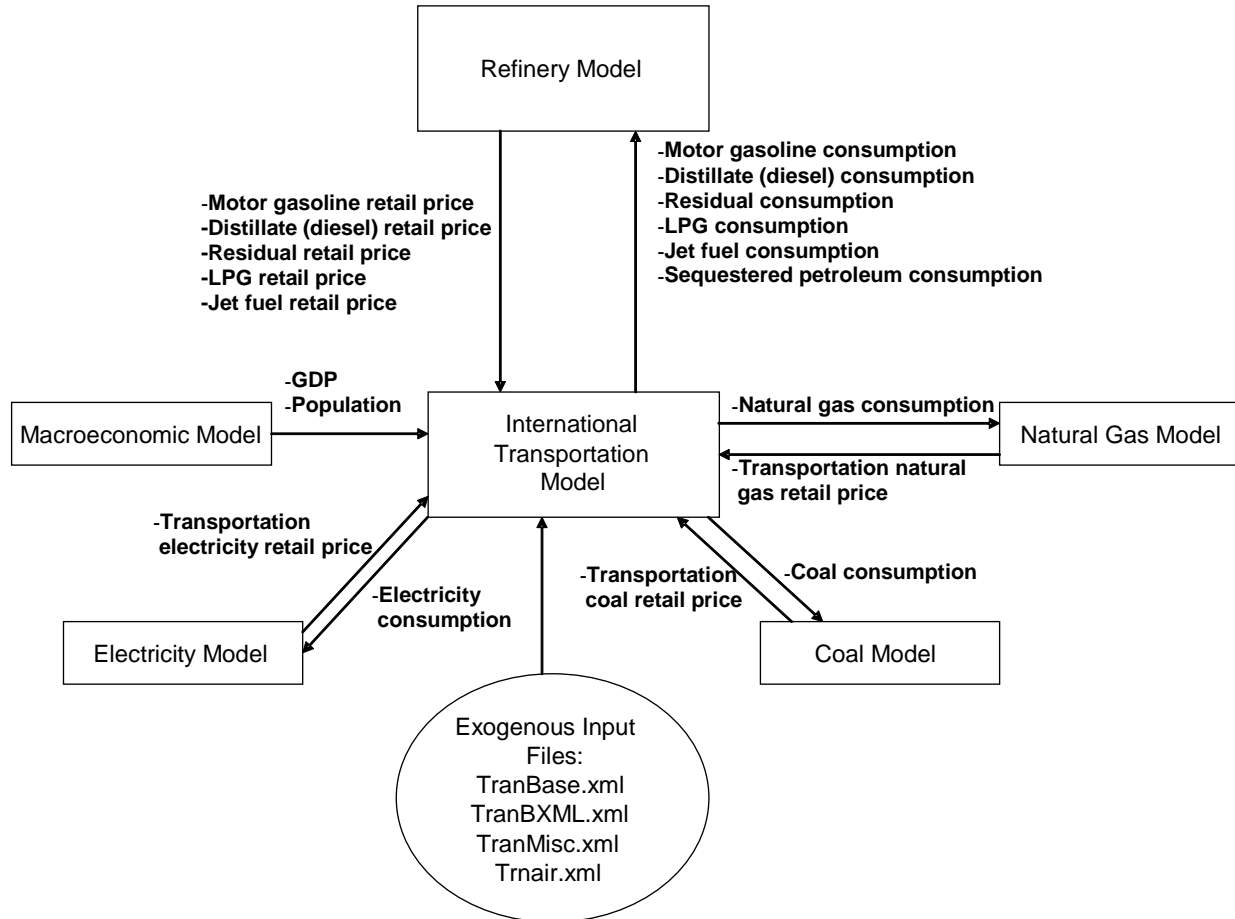 Refinery Model
-Motor gasoline retail price
-Distillate (diesel) retail price
-Residual retail price
-LPG retail price
-Jet fuel retail price
-Motor gasoline consumption
-Distillate (diesel) consumption
-Residual consumption
-LPG consumption
-Jet fuel consumption
-Sequestered petroleum consumption
Macroeconomic Model
-GDP
-Population
International
Transportation
Model
-Natural gas consumption
-Transportation natural
gas retail price
Natural Gas Model
-Transportation
electricity retail price
-Electricity
consumption
Electricity Model
-Transportation
coal retail price
-Coal consumption
Coal Model
Exogenous Input
Files:
TranBase.xml
TranBXML.xml
TranMisc.xml
Trnair.xml